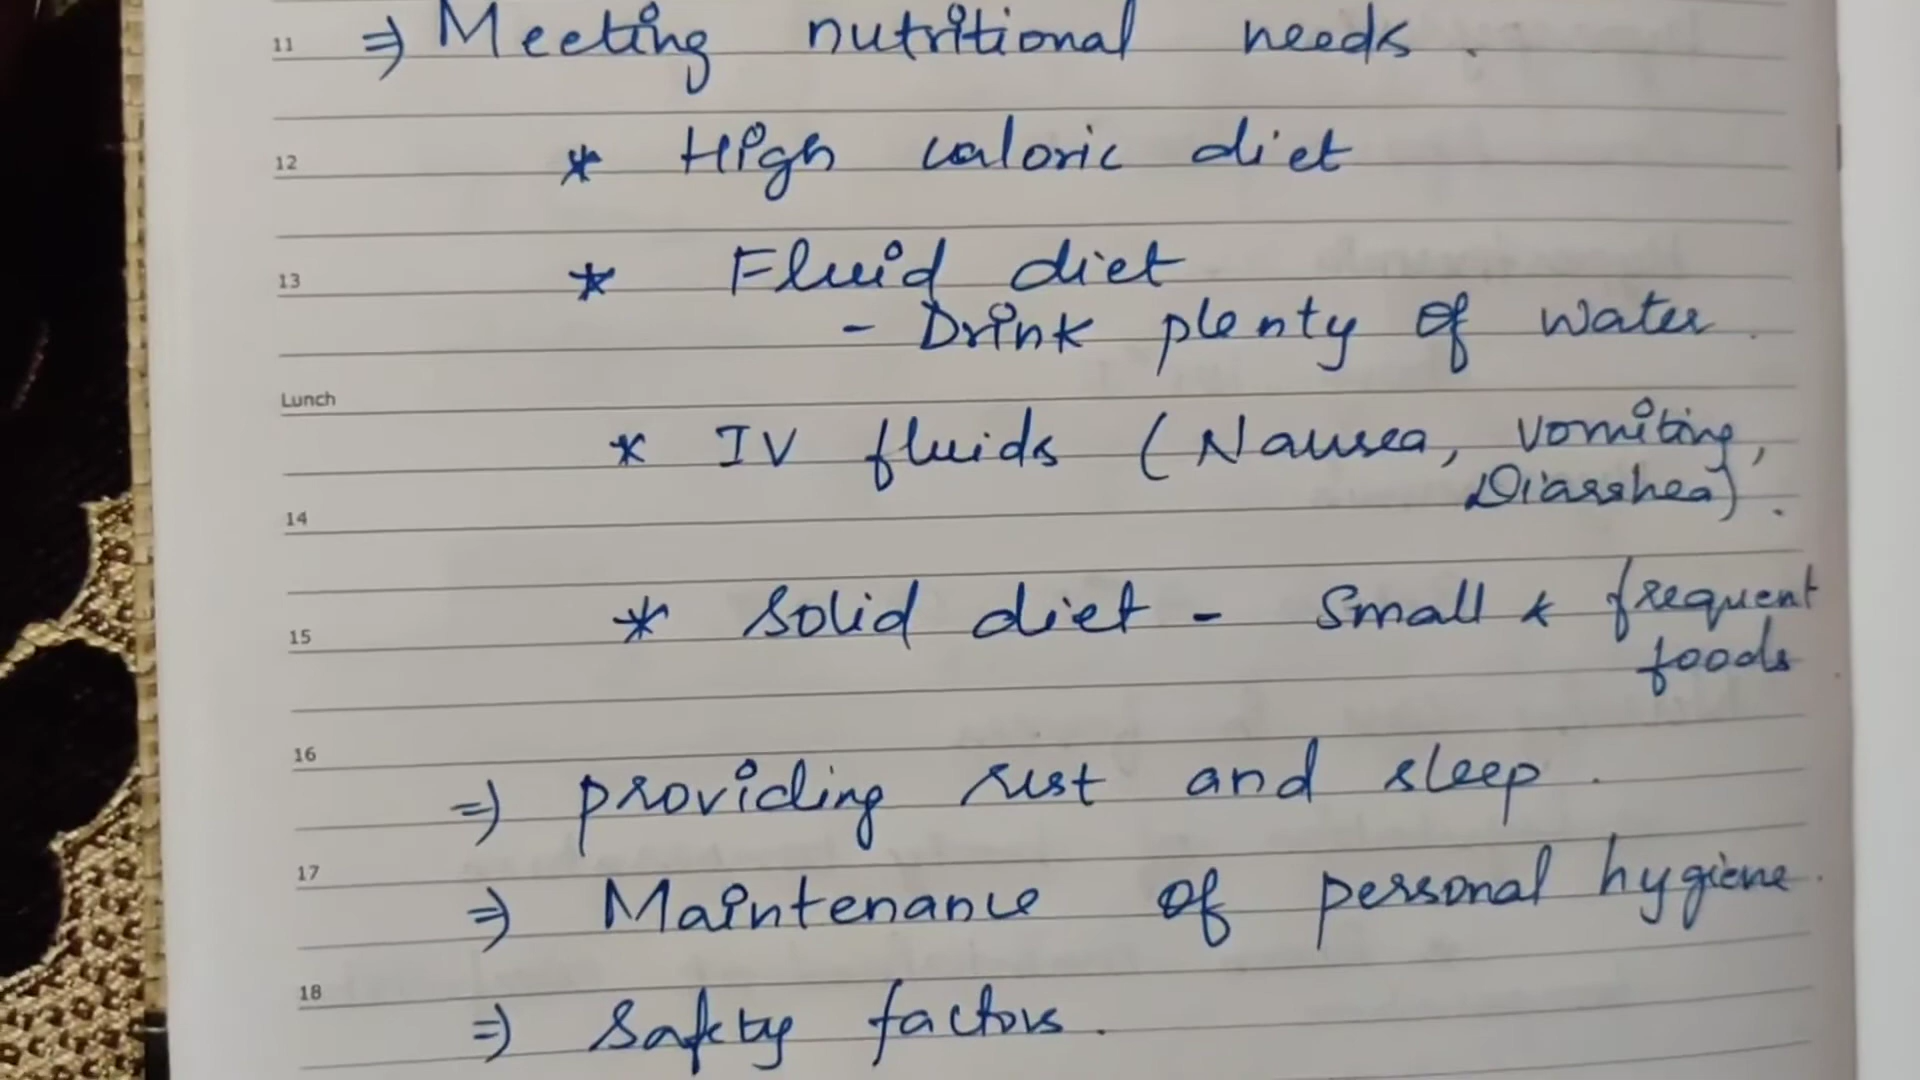 11 ⇒ Meeting nutritional needs.
12 * High caloric diet
13 * Fluid diet
- Drink plenty of water.
Lunch
* IV fluids (Nausea, vomiting,
Diarrhea).
14
15 * Solid diet - Small & frequent
foods
16
⇒ providing rest and sleep.
17
⇒ Maintenance of personal hygiene.
18
⇒ Safety factors.